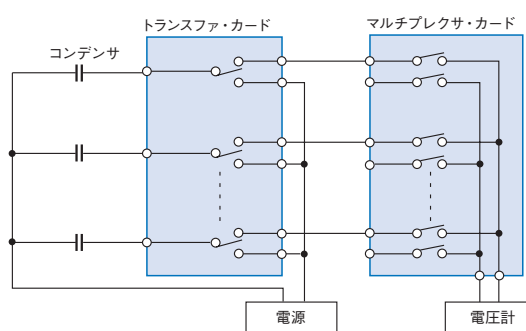 トランスファ・カード
マルチプレクサ・カード
コンデンサ
電源
電圧計